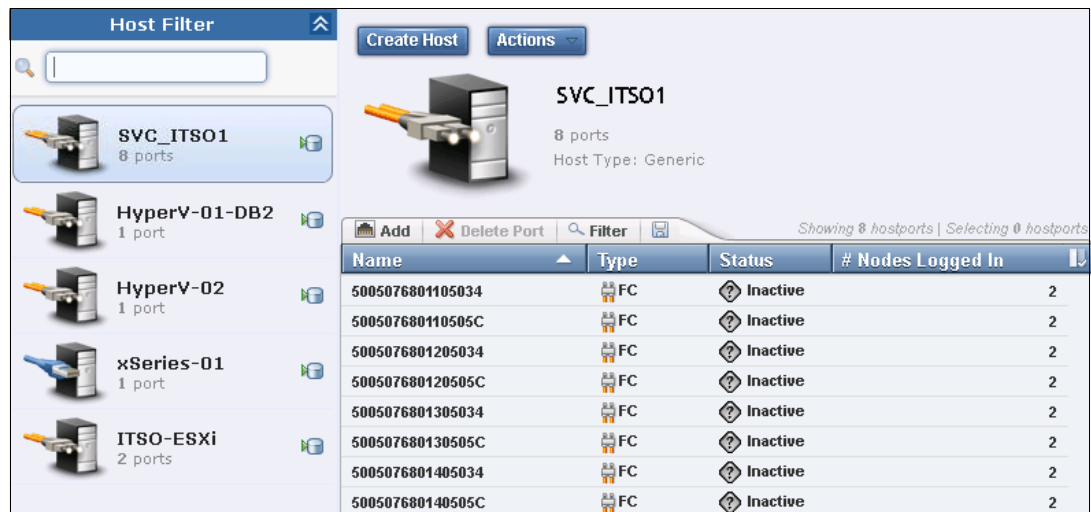 Host Filter
SVC_ITSO1
8 ports
HyperV-01-DB2
1 port
HyperV-02
1 port
xSeries-01
1 port
ITSO-ESXi
2 ports
Create Host Actions
SVC_ITSO1
8 ports
Host Type: Generic
Add Delete Port Filter Showing 8 hostports | Selecting 0 hostports
Name Type Status # Nodes Logged In
5005076801105034 FC Inactive 2
500507680110505C FC Inactive 2
5005076801205034 FC Inactive 2
500507680120505C FC Inactive 2
5005076801305034 FC Inactive 2
500507680130505C FC Inactive 2
5005076801405034 FC Inactive 2
500507680140505C FC Inactive 2